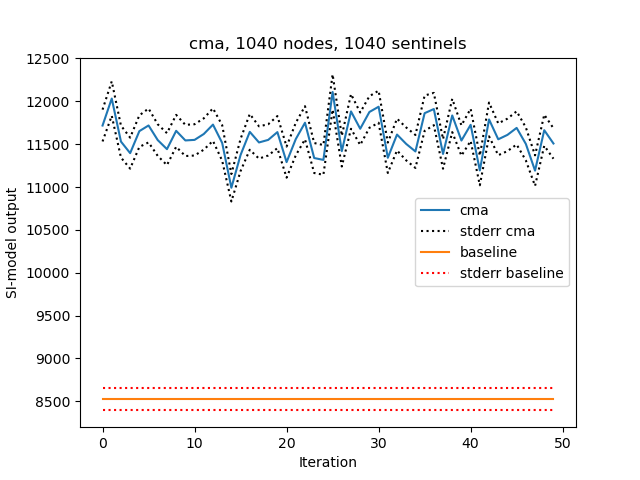 cma, 1040 nodes, 1040 sentinels
12500
12000
11500
11000
10500
10000
9500
9000
8500
SI-model output
cma
stderr cma
baseline
stderr baseline
0 10 20 30 40 50
Iteration